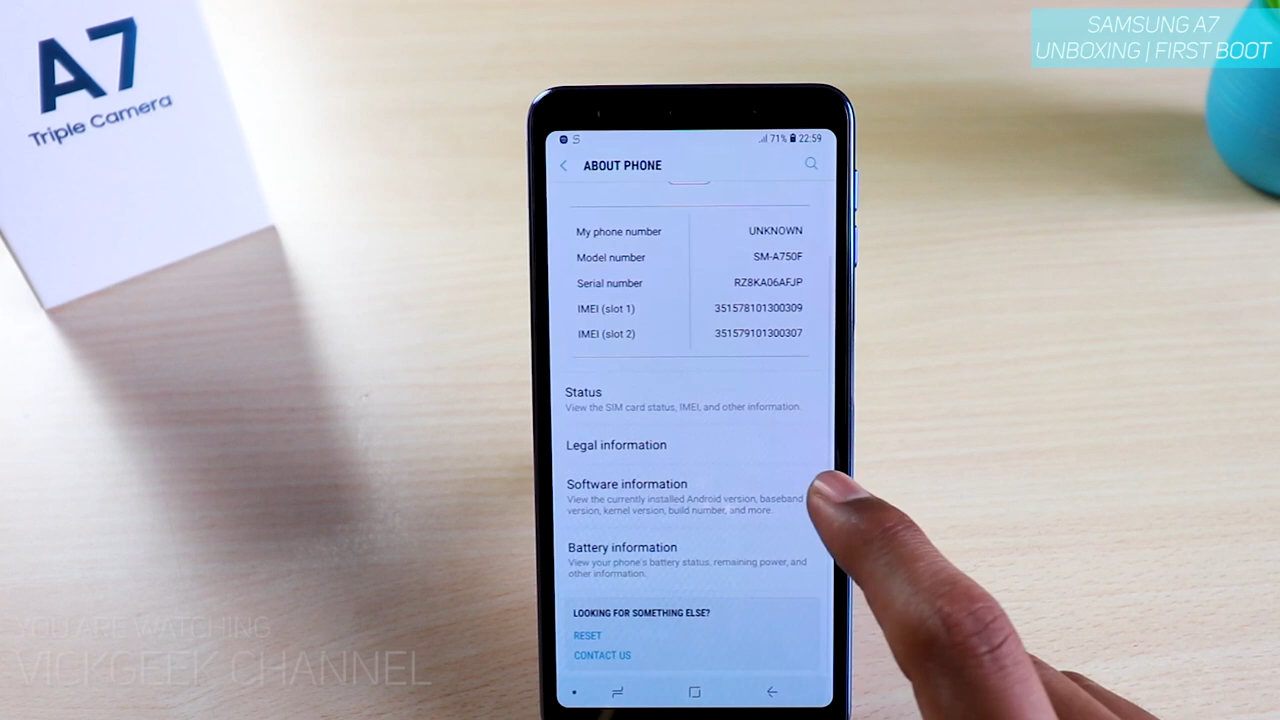 A7
Triple Camera
SAMSUNG A7
UNBOXING | FIRST BOOT
71% 22:59
ABOUT PHONE
My phone number UNKNOWN
Model number SM-A750F
Serial number RZ8KA06AFJP
IMEI (slot 1) 351578101300309
IMEI (slot 2) 351579101300307
Status
View the SIM card status, IMEI, and other information.
Legal information
Software information
View the currently installed Android version, baseband
version, kernel version, build number, and more.
Battery information
View your phone's battery status, remaining power, and
other information.
LOOKING FOR SOMETHING ELSE?
RESET
CONTACT US
YOU ARE WATCHING
VICKGEEK CHANNEL